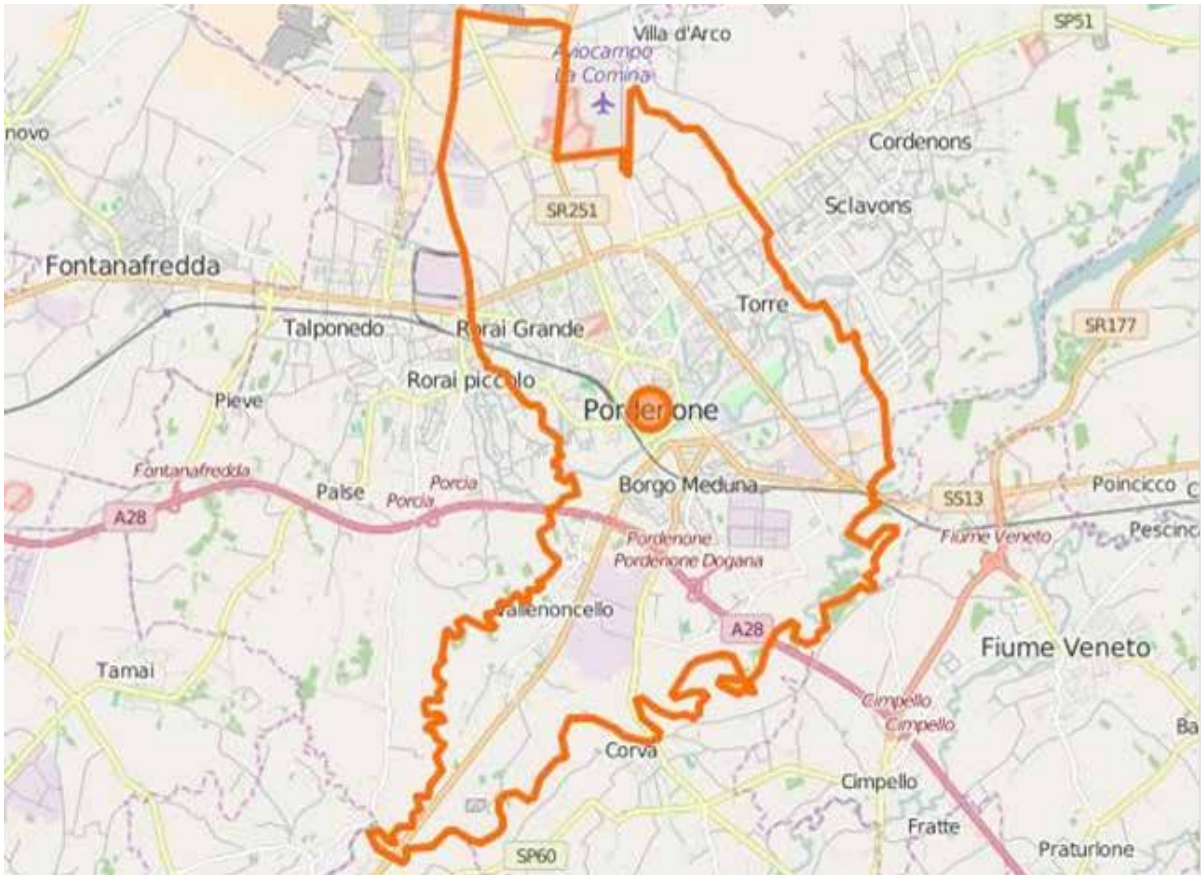 SP51
Villa d'Arco
Aviocampo
La Comina
novo
Cordenons
SR251
Sclavons
Fontanafredda
Torre
SR177
Talponedo
Rorai Grande
Rorai piccolo
Pieve
Pordenone
Fontanafredda
Palse
Porcia
Porcia
Borgo Meduna
SS13
Poincicco
C
A28
Pordenone
Pordenone Dogana
Fiume Veneto
Pescinc
Vallenoncello
A28
Fiume Veneto
Tamai
Cimpello
Cimpello
Ba
Corva
Cimpello
Fratte
SP60
Praturlone